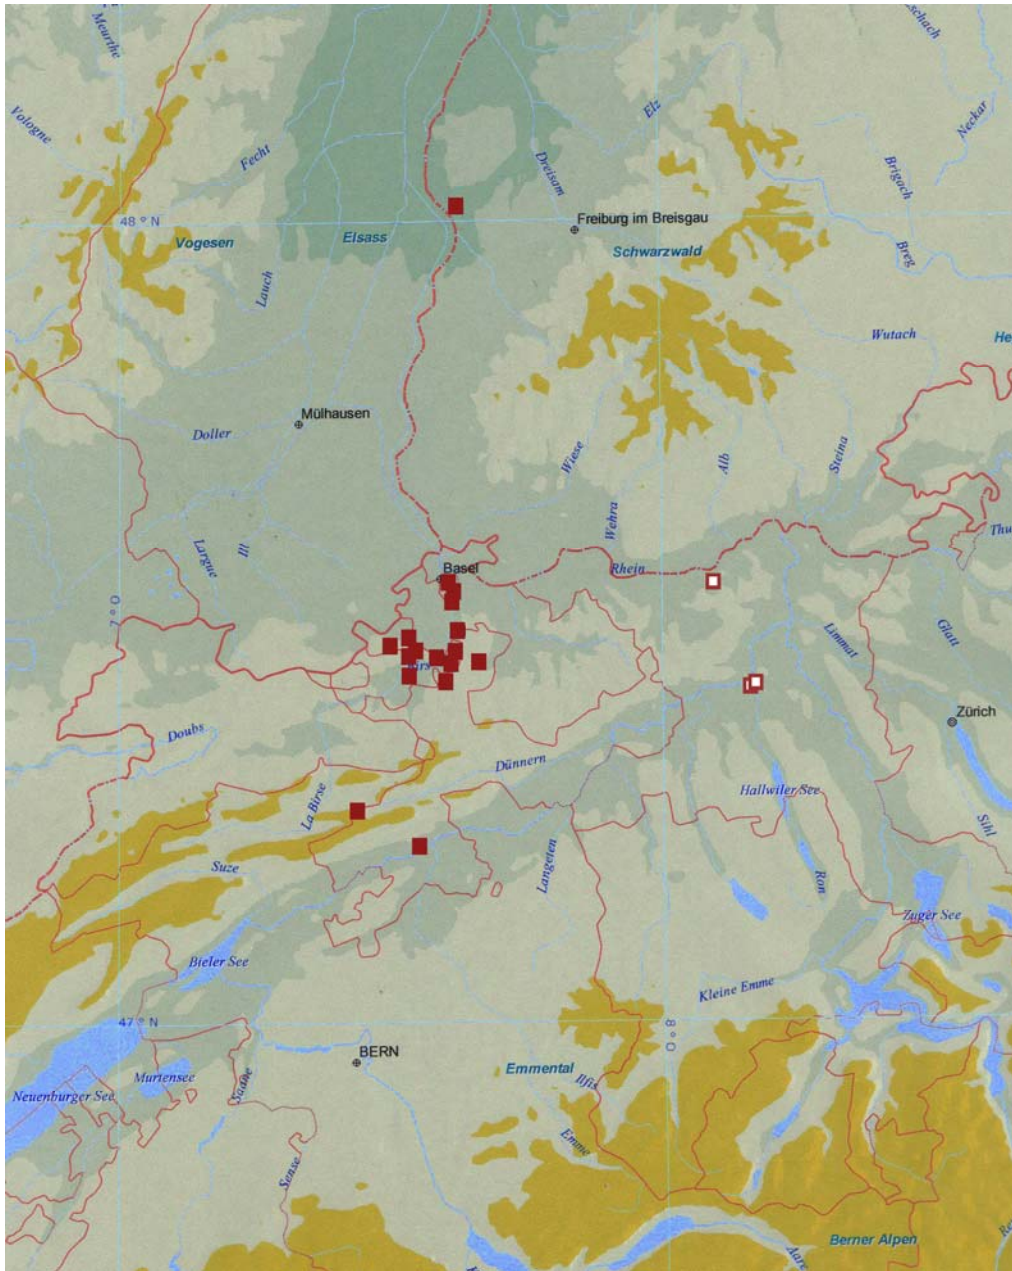 Meurthe
Neckar
Vologne
Elz
Fecht
Dreisam
Brigach
48 ° N
Freiburg im Breisgau
Vogesen
Elsass
Schwarzwald
Breg
Lauch
Wutach
He
Mülhausen
Doller
Wiese
Alb
Steina
Wehra
Thu
Largue
Ill
Basel
Rhein
7 ° O
Limmat
Glatt
Zürich
Doubs
Dünnern
La Birse
Hallwiler See
Sihl
Suze
Langeten
Ron
Zuger See
Bieler See
Kleine Emme
47 ° N
8 ° O
BERN
Emmental
Murtensee
Ilfis
Neuenburger See
Saane
Emme
Sense
Berner Alpen
Aare